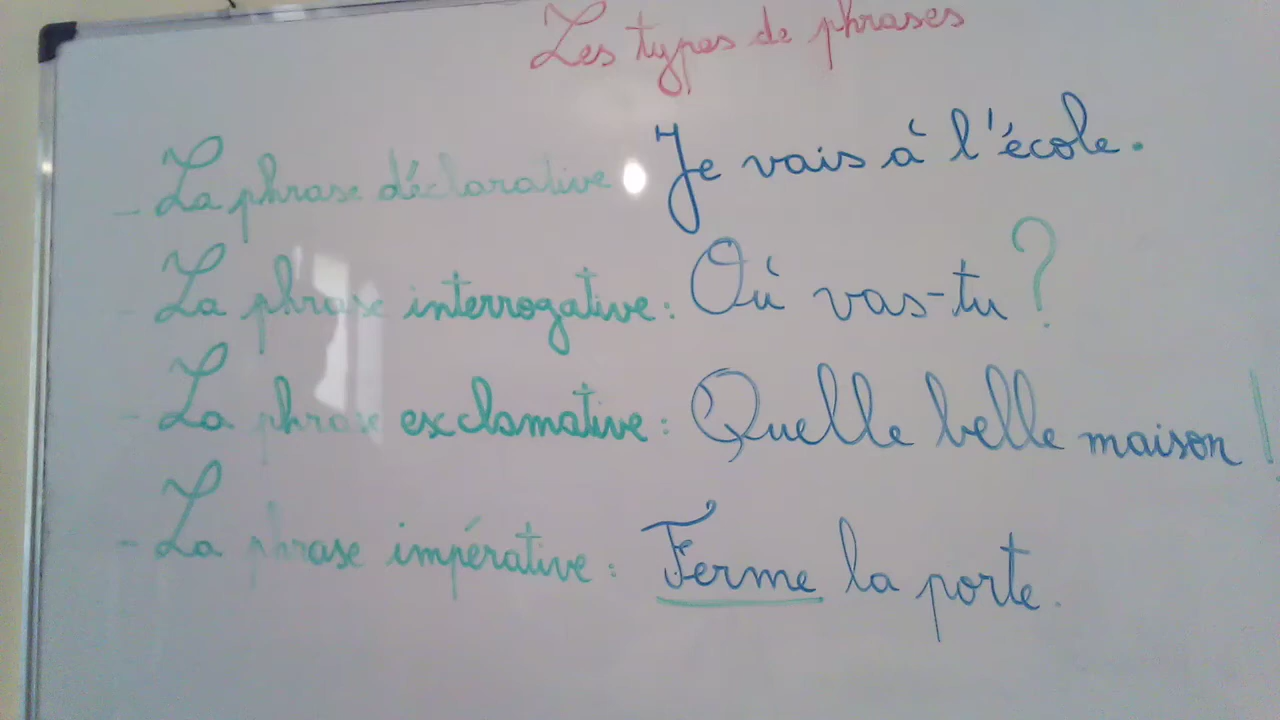 Les types de phrases
- La phrase déclarative : Je vais à l'école.
- La phrase interrogative : Où vas-tu ?
- La phrase exclamative : Quelle belle maison !
- La phrase impérative : Ferme la porte.